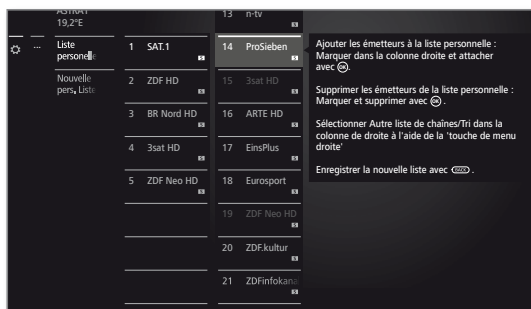 ASTRA1
19,2°E
Liste
personelle
Nouvelle
pers, Liste
1 SAT.1
2 ZDF HD
3 BR Nord HD
4 3sat HD
5 ZDF Neo HD
13 n-tv
14 ProSieben
15 3sat HD
16 ARTE HD
17 EinsPlus
18 Eurosport
19 ZDF Neo HD
20 ZDF.kultur
21 ZDFinfokana
Ajouter les émetteurs à la liste personelle :
Marquer dans la colonne droite et attacher
avec OK.
Supprimer les émetteurs de la liste personelle :
Marquer et supprimer avec OK .
Sélectionner Autre liste de chaînes/Tri dans la
colonne de droite à l'aide de la 'touche de menu
droite'
Enregistrer la nouvelle liste avec BACK .